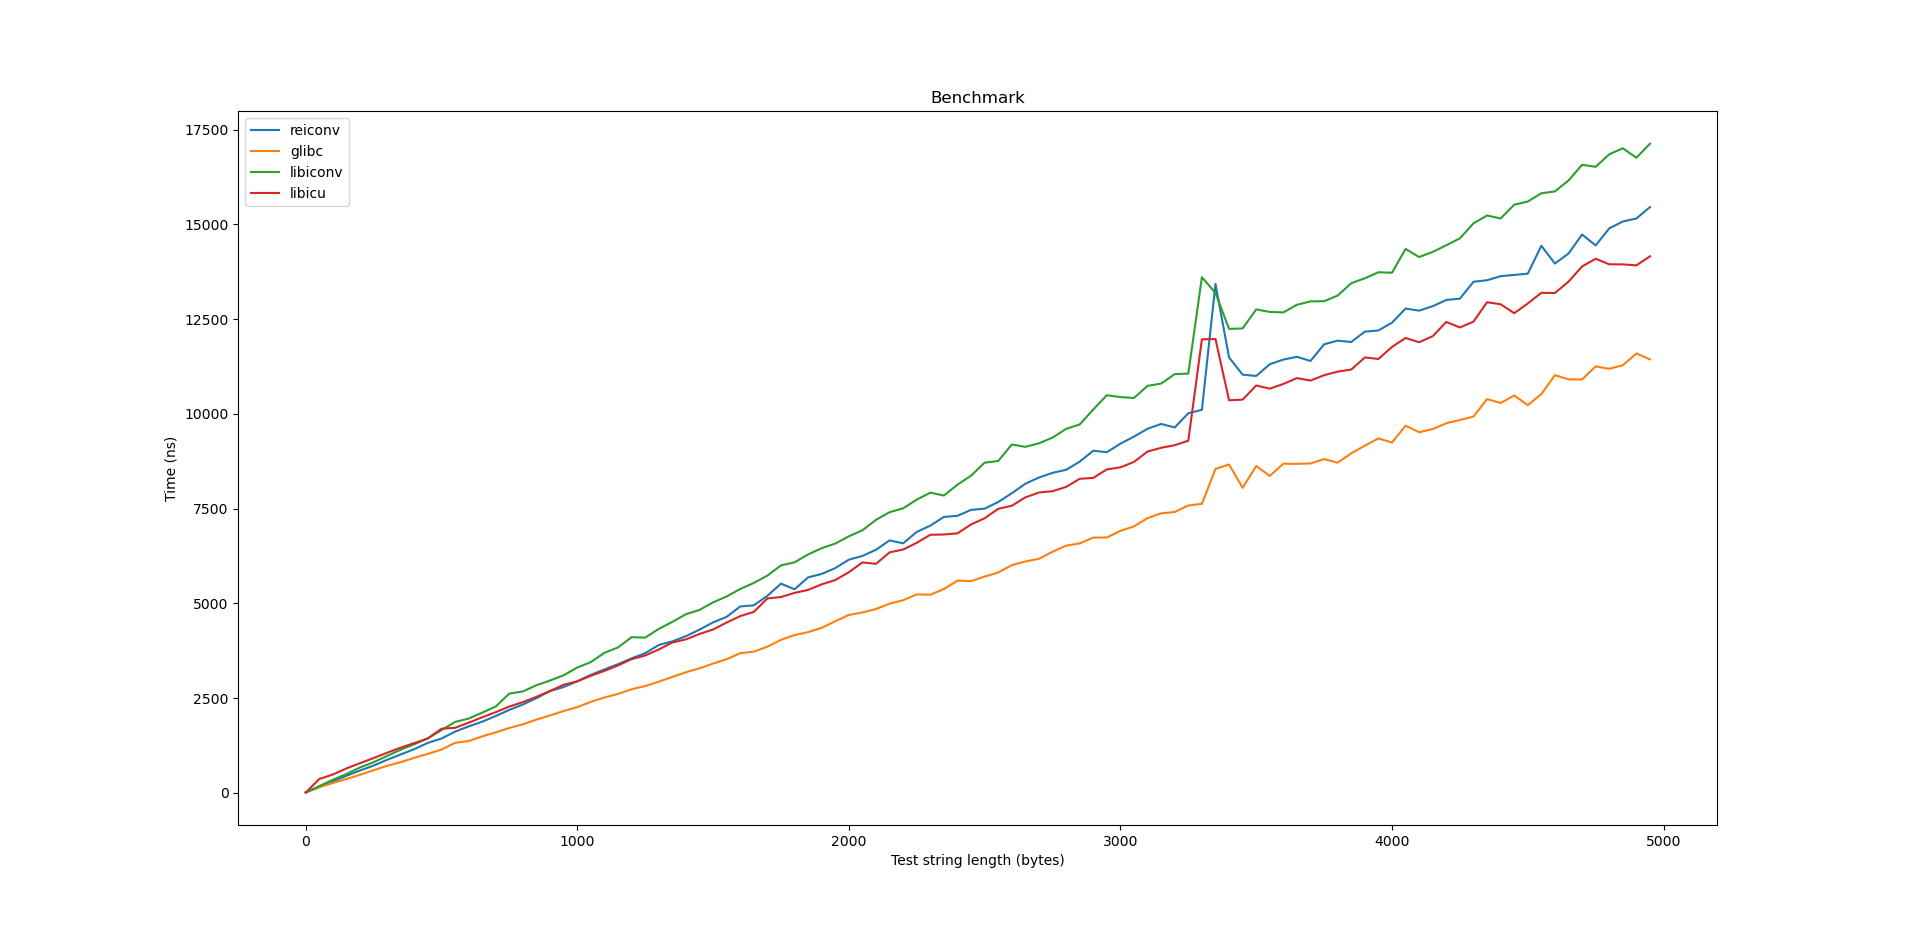 Benchmark
reiconv
glibc
libiconv
libicu
17500
15000
12500
10000
7500
5000
2500
0
Time (ns)
0 1000 2000 3000 4000 5000
Test string length (bytes)